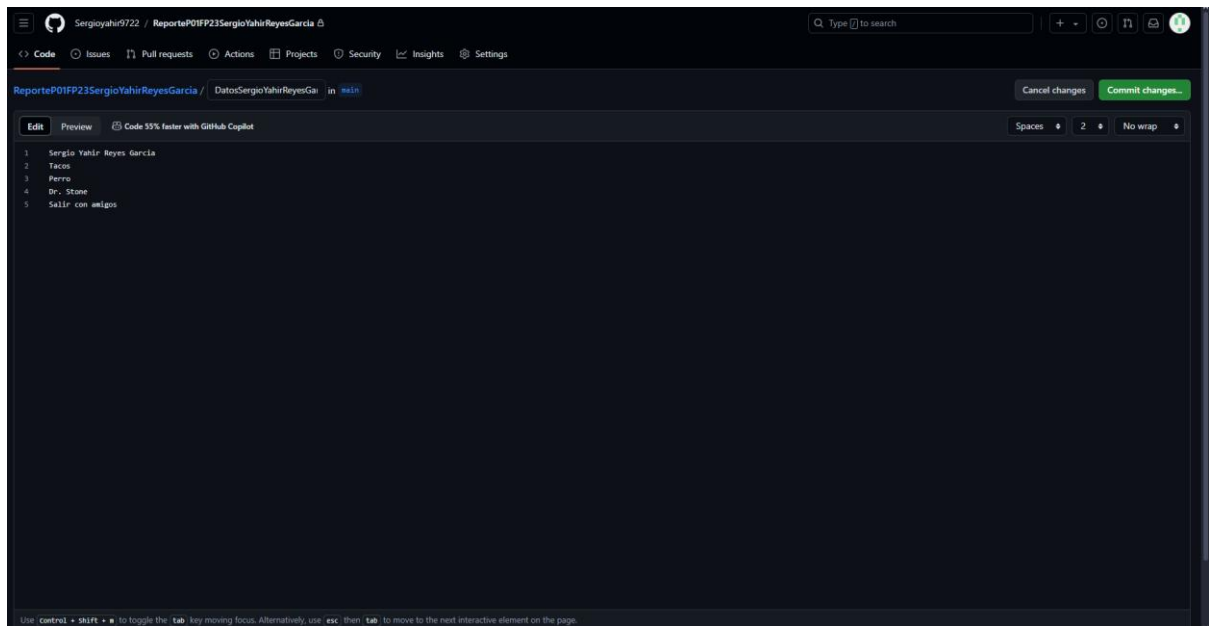 Sergioyahir9722 / ReporteP01FP23SergioYahirReyesGarcia
Type / to search
Code Issues Pull requests Actions Projects Security Insights Settings
ReporteP01FP23SergioYahirReyesGarcia / DatosSergioYahirReyesGai in main
Cancel changes Commit changes...
Edit Preview Code 55% faster with GitHub Copilot
Spaces 2 No wrap
1 Sergio Yahir Reyes Garcia
2 Tacos
3 Perro
4 Dr. Stone
5 Salir con amigos
Use Control + Shift + m to toggle the tab key moving focus. Alternatively, use esc then tab to move to the next interactive element on the page.